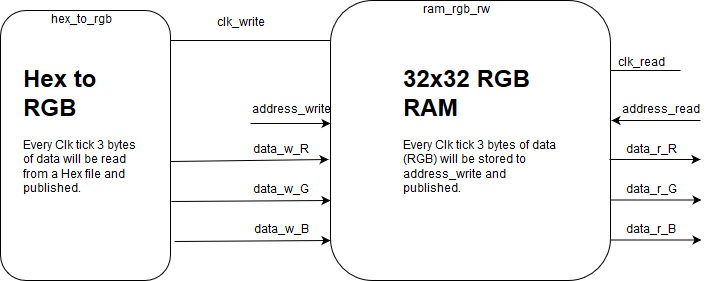 hex_to_rgb
clk_write
ram_rgb_rw
Hex to
RGB
Every Clk tick 3 bytes
of data will be read
from a Hex file and
published.
address_write
data_w_R
data_w_G
data_w_B
32x32 RGB
RAM
Every Clk tick 3 bytes of data
(RGB) will be stored to
address_write and
published.
clk_read
address_read
data_r_R
data_r_G
data_r_B